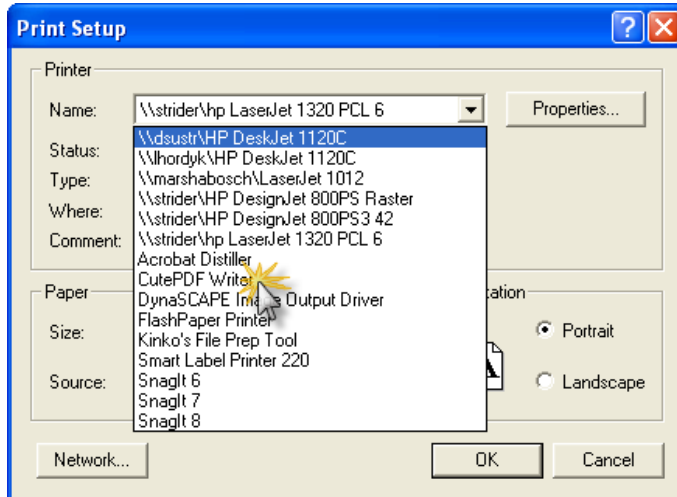 Print Setup
Printer
Name:
\\strider\hp LaserJet 1320 PCL 6
Properties...
\\dsustr\HP DeskJet 1120C
Status:
\\lhordyk\HP DeskJet 1120C
Type:
\\marshabosch\LaserJet 1012
Where:
\\strider\HP DesignJet 800PS Raster
\\strider\HP DesignJet 800PS3 42
Comment:
\\strider\hp LaserJet 1320 PCL 6
Acrobat Distiller
CutePDF Writer
Paper
DynaSCAPE Image Output Driver
Size:
FlashPaper Printer
Portrait
Kinko's File Prep Tool
Smart Label Printer 220
Source:
SnagIt 6
Landscape
SnagIt 7
SnagIt 8
Network...
OK
Cancel